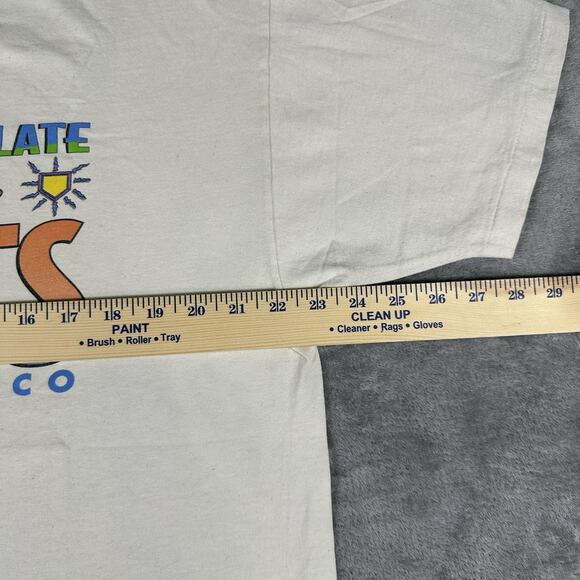 LATE
TS
16 17 18 19 20 21 22 23 24 25 26 27 28 29
PAINT
• Brush • Roller • Tray
CLEAN UP
• Cleaner • Rags • Gloves
CO